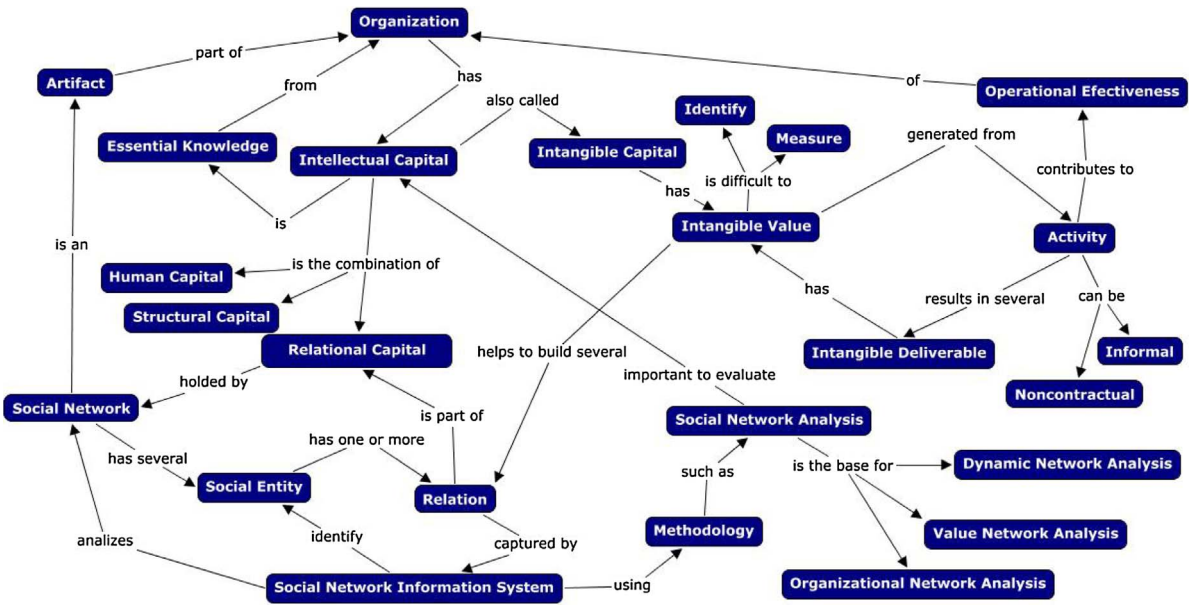 Organization
part of
Artifact
has
of
Operational Efectiveness
from
also called
Identify
Measure
generated from
Essential Knowledge
Intellectual Capital
Intangible Capital
is difficult to
contributes to
has
is
Intangible Value
Activity
is an
Human Capital
is the combination of
has
results in several
can be
Structural Capital
Relational Capital
helps to build several
Intangible Deliverable
Informal
holded by
important to evaluate
Noncontractual
Social Network
is part of
Social Network Analysis
has several
has one or more
such as
is the base for
Dynamic Network Analysis
Social Entity
Relation
analizes
identify
captured by
Methodology
Value Network Analysis
Social Network Information System
using
Organizational Network Analysis